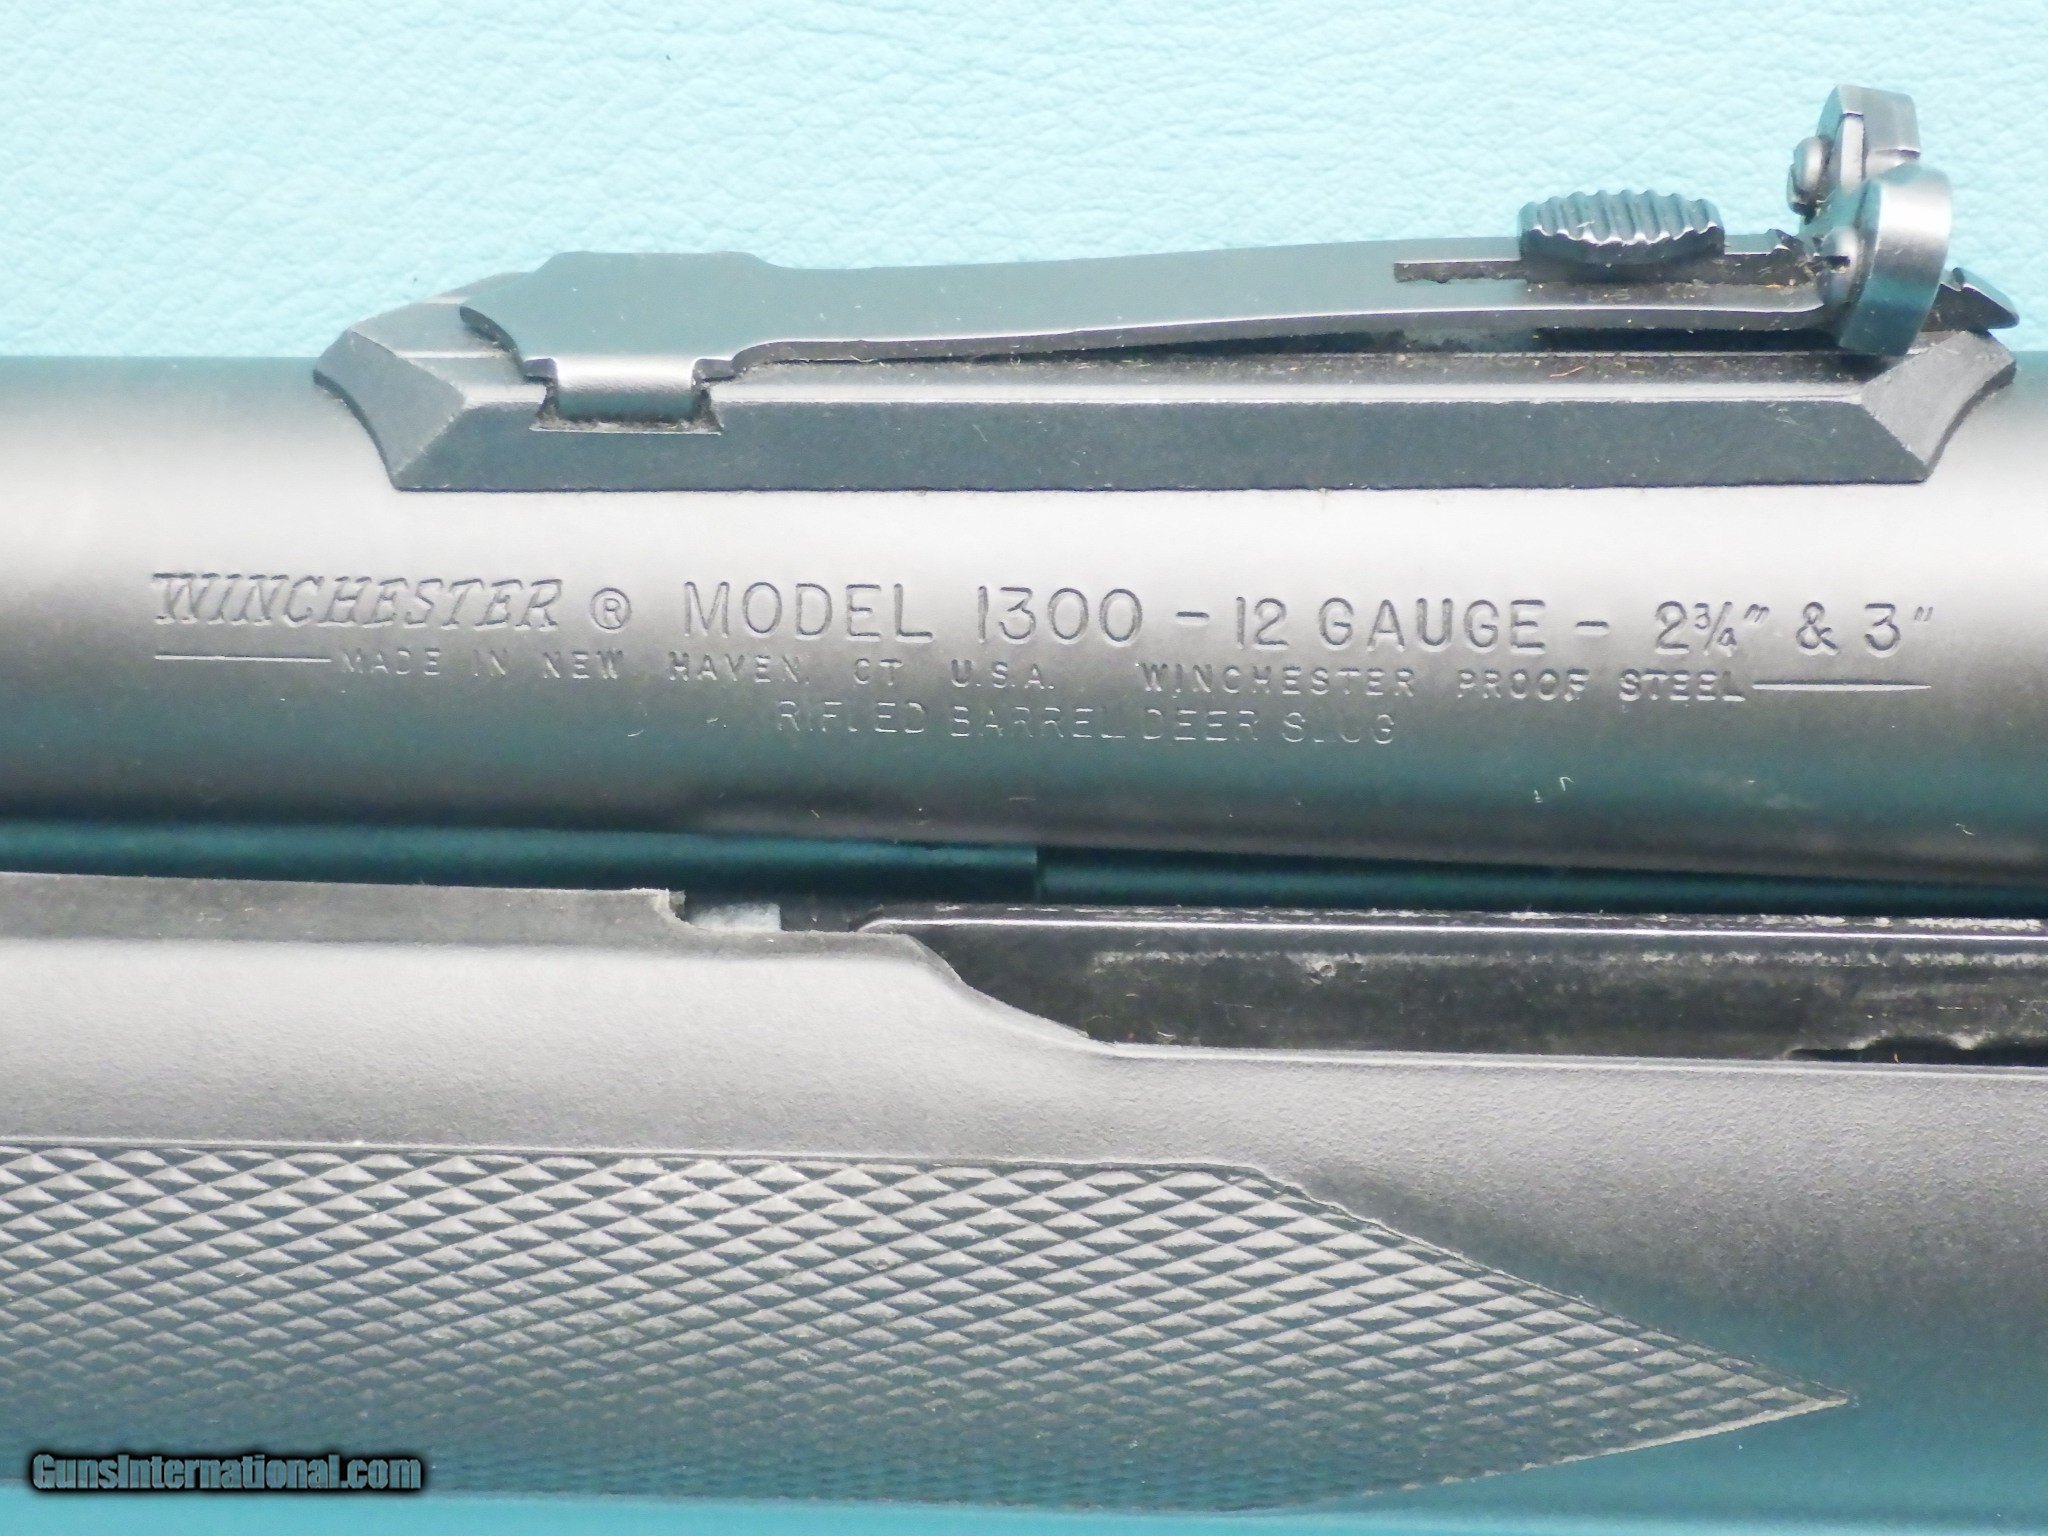 WINCHESTER ® MODEL 1300 - 12 GAUGE - 2¾" & 3"
MADE IN NEW HAVEN, CT U.S.A. WINCHESTER PROOF STEEL
RIFLED BARREL DEER SLUG
GunsInternational.com